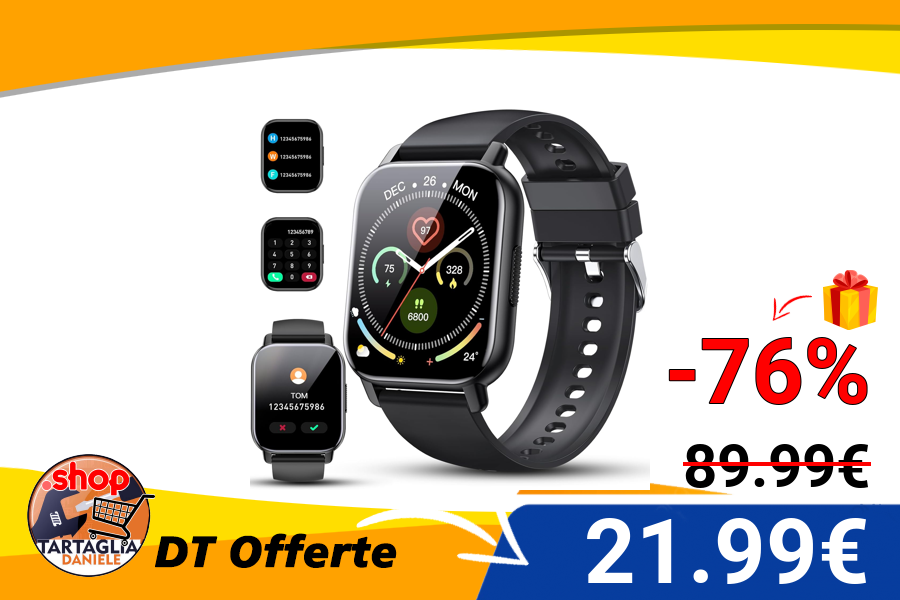 H 12345675986
W 12345675986
F 12345675986
123456789
1 2 3
4 5 6
7 8 9
0
TOM
12345675986
DEC • 26 • MON
97
75
328
6800
24°
-76%
89.99€
21.99€
.shop
TARTAGLIA
DANIELE
DT Offerte